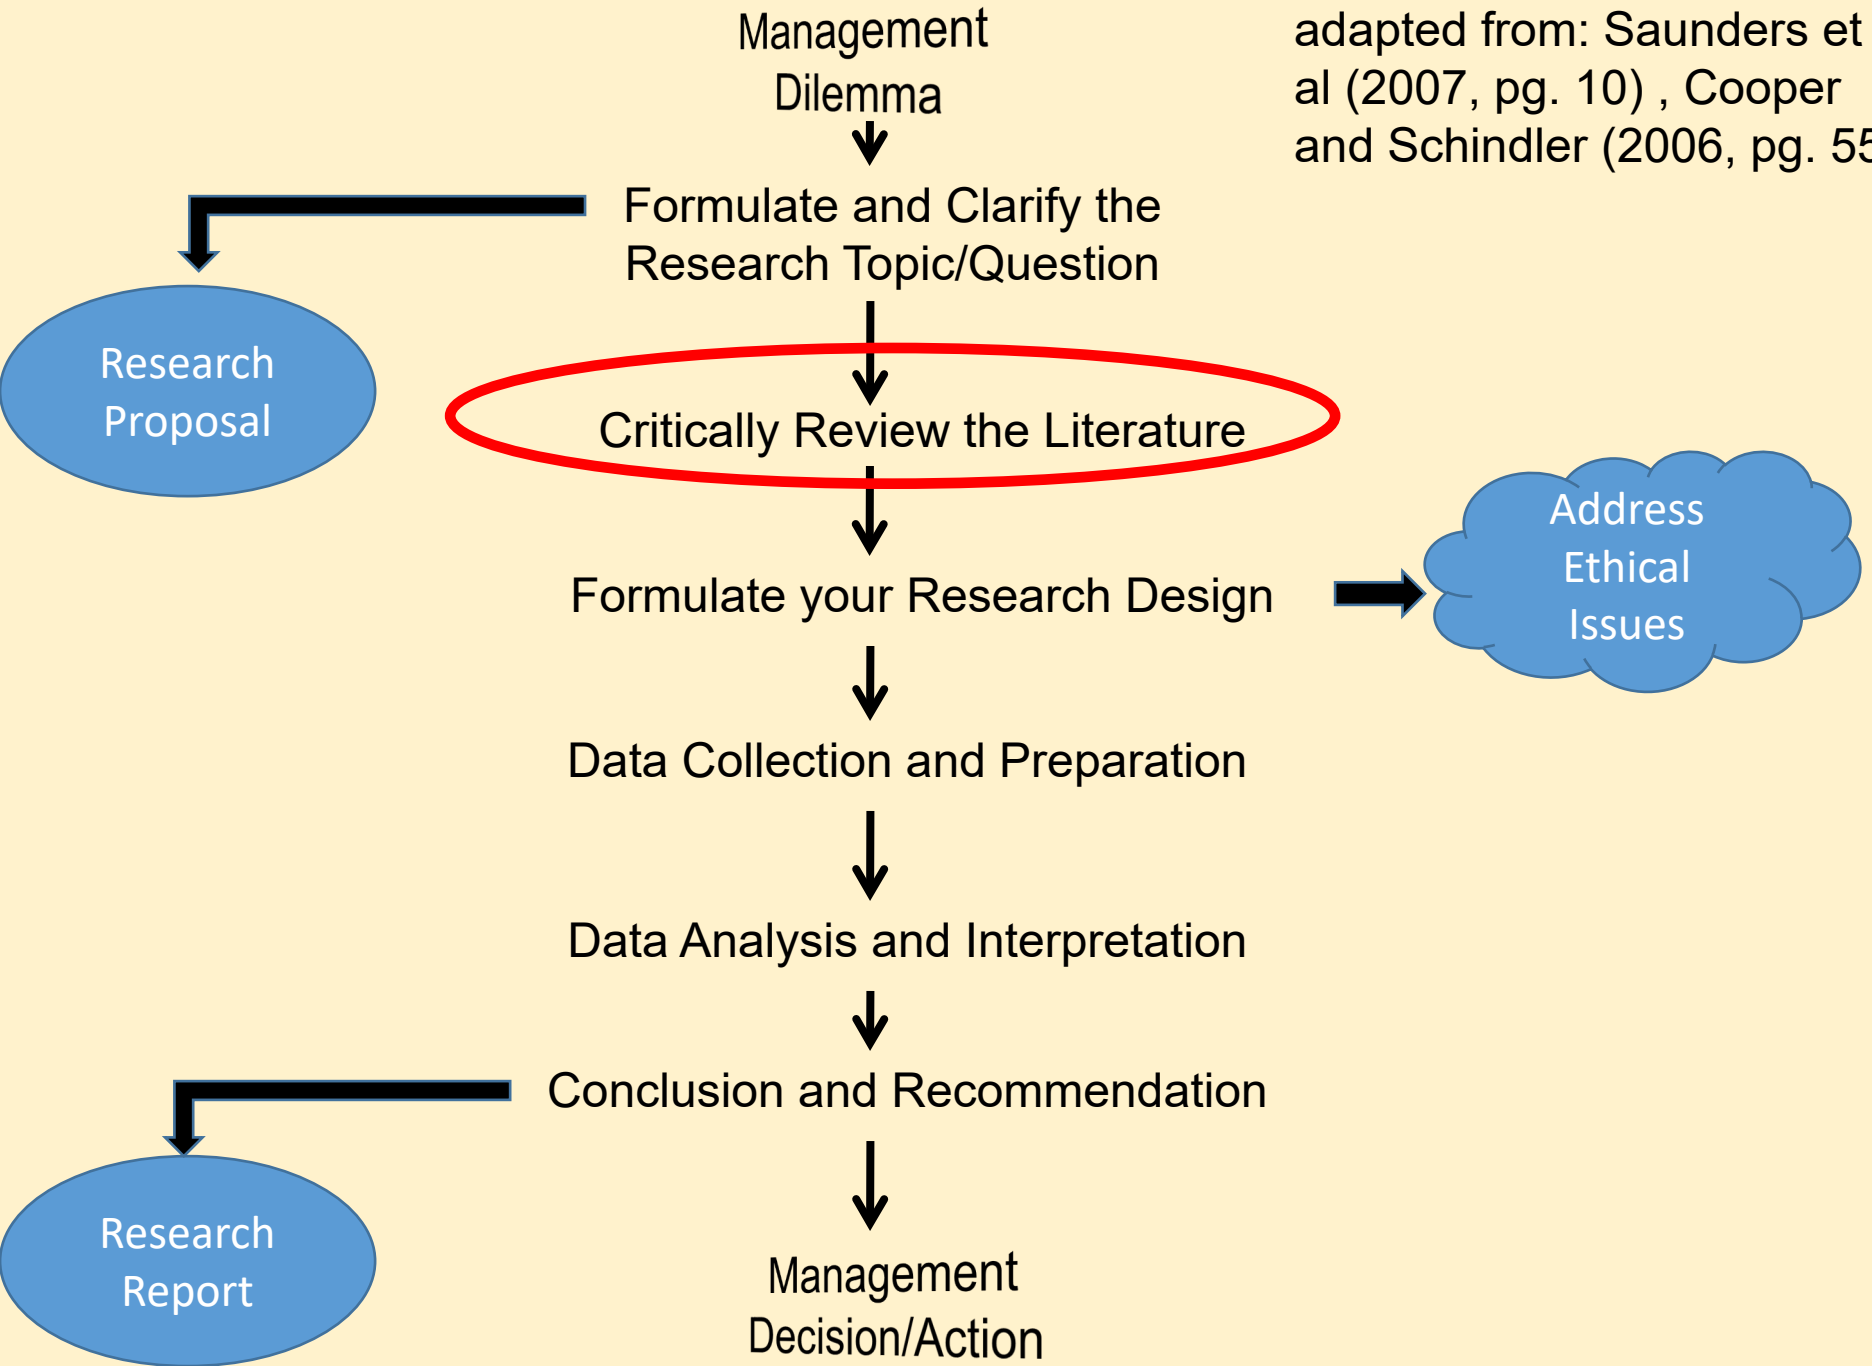 Management
Dilemma
adapted from: Saunders et
al (2007, pg. 10) , Cooper
and Schindler (2006, pg. 55
Formulate and Clarify the
Research Topic/Question
Research
Proposal
Critically Review the Literature
Address
Ethical
Issues
Formulate your Research Design
Data Collection and Preparation
Data Analysis and Interpretation
Conclusion and Recommendation
Research
Report
Management
Decision/Action